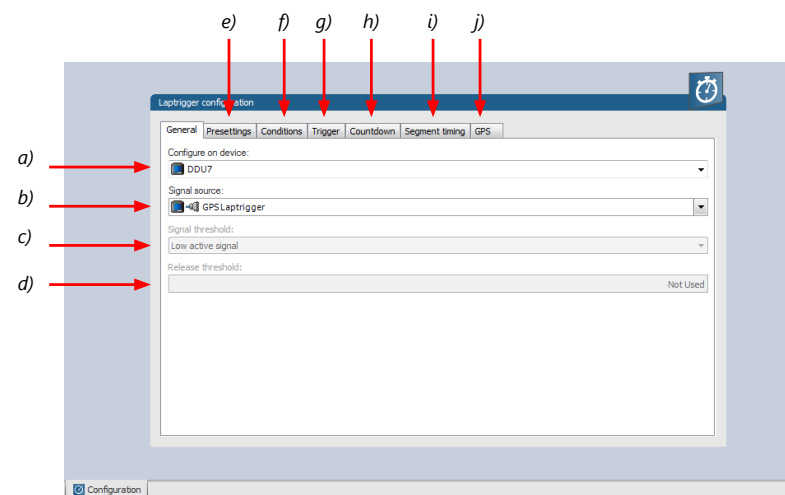 e) f) g) h) i) j)
Laptrigger configuration
General Presettings Conditions Trigger Countdown Segment timing GPS
Configure on device:
a)
DDU7
Signal source:
b)
GPS Laptrigger
Signal threshold:
c)
Low active signal
Release threshold:
d)
Not Used
Configuration